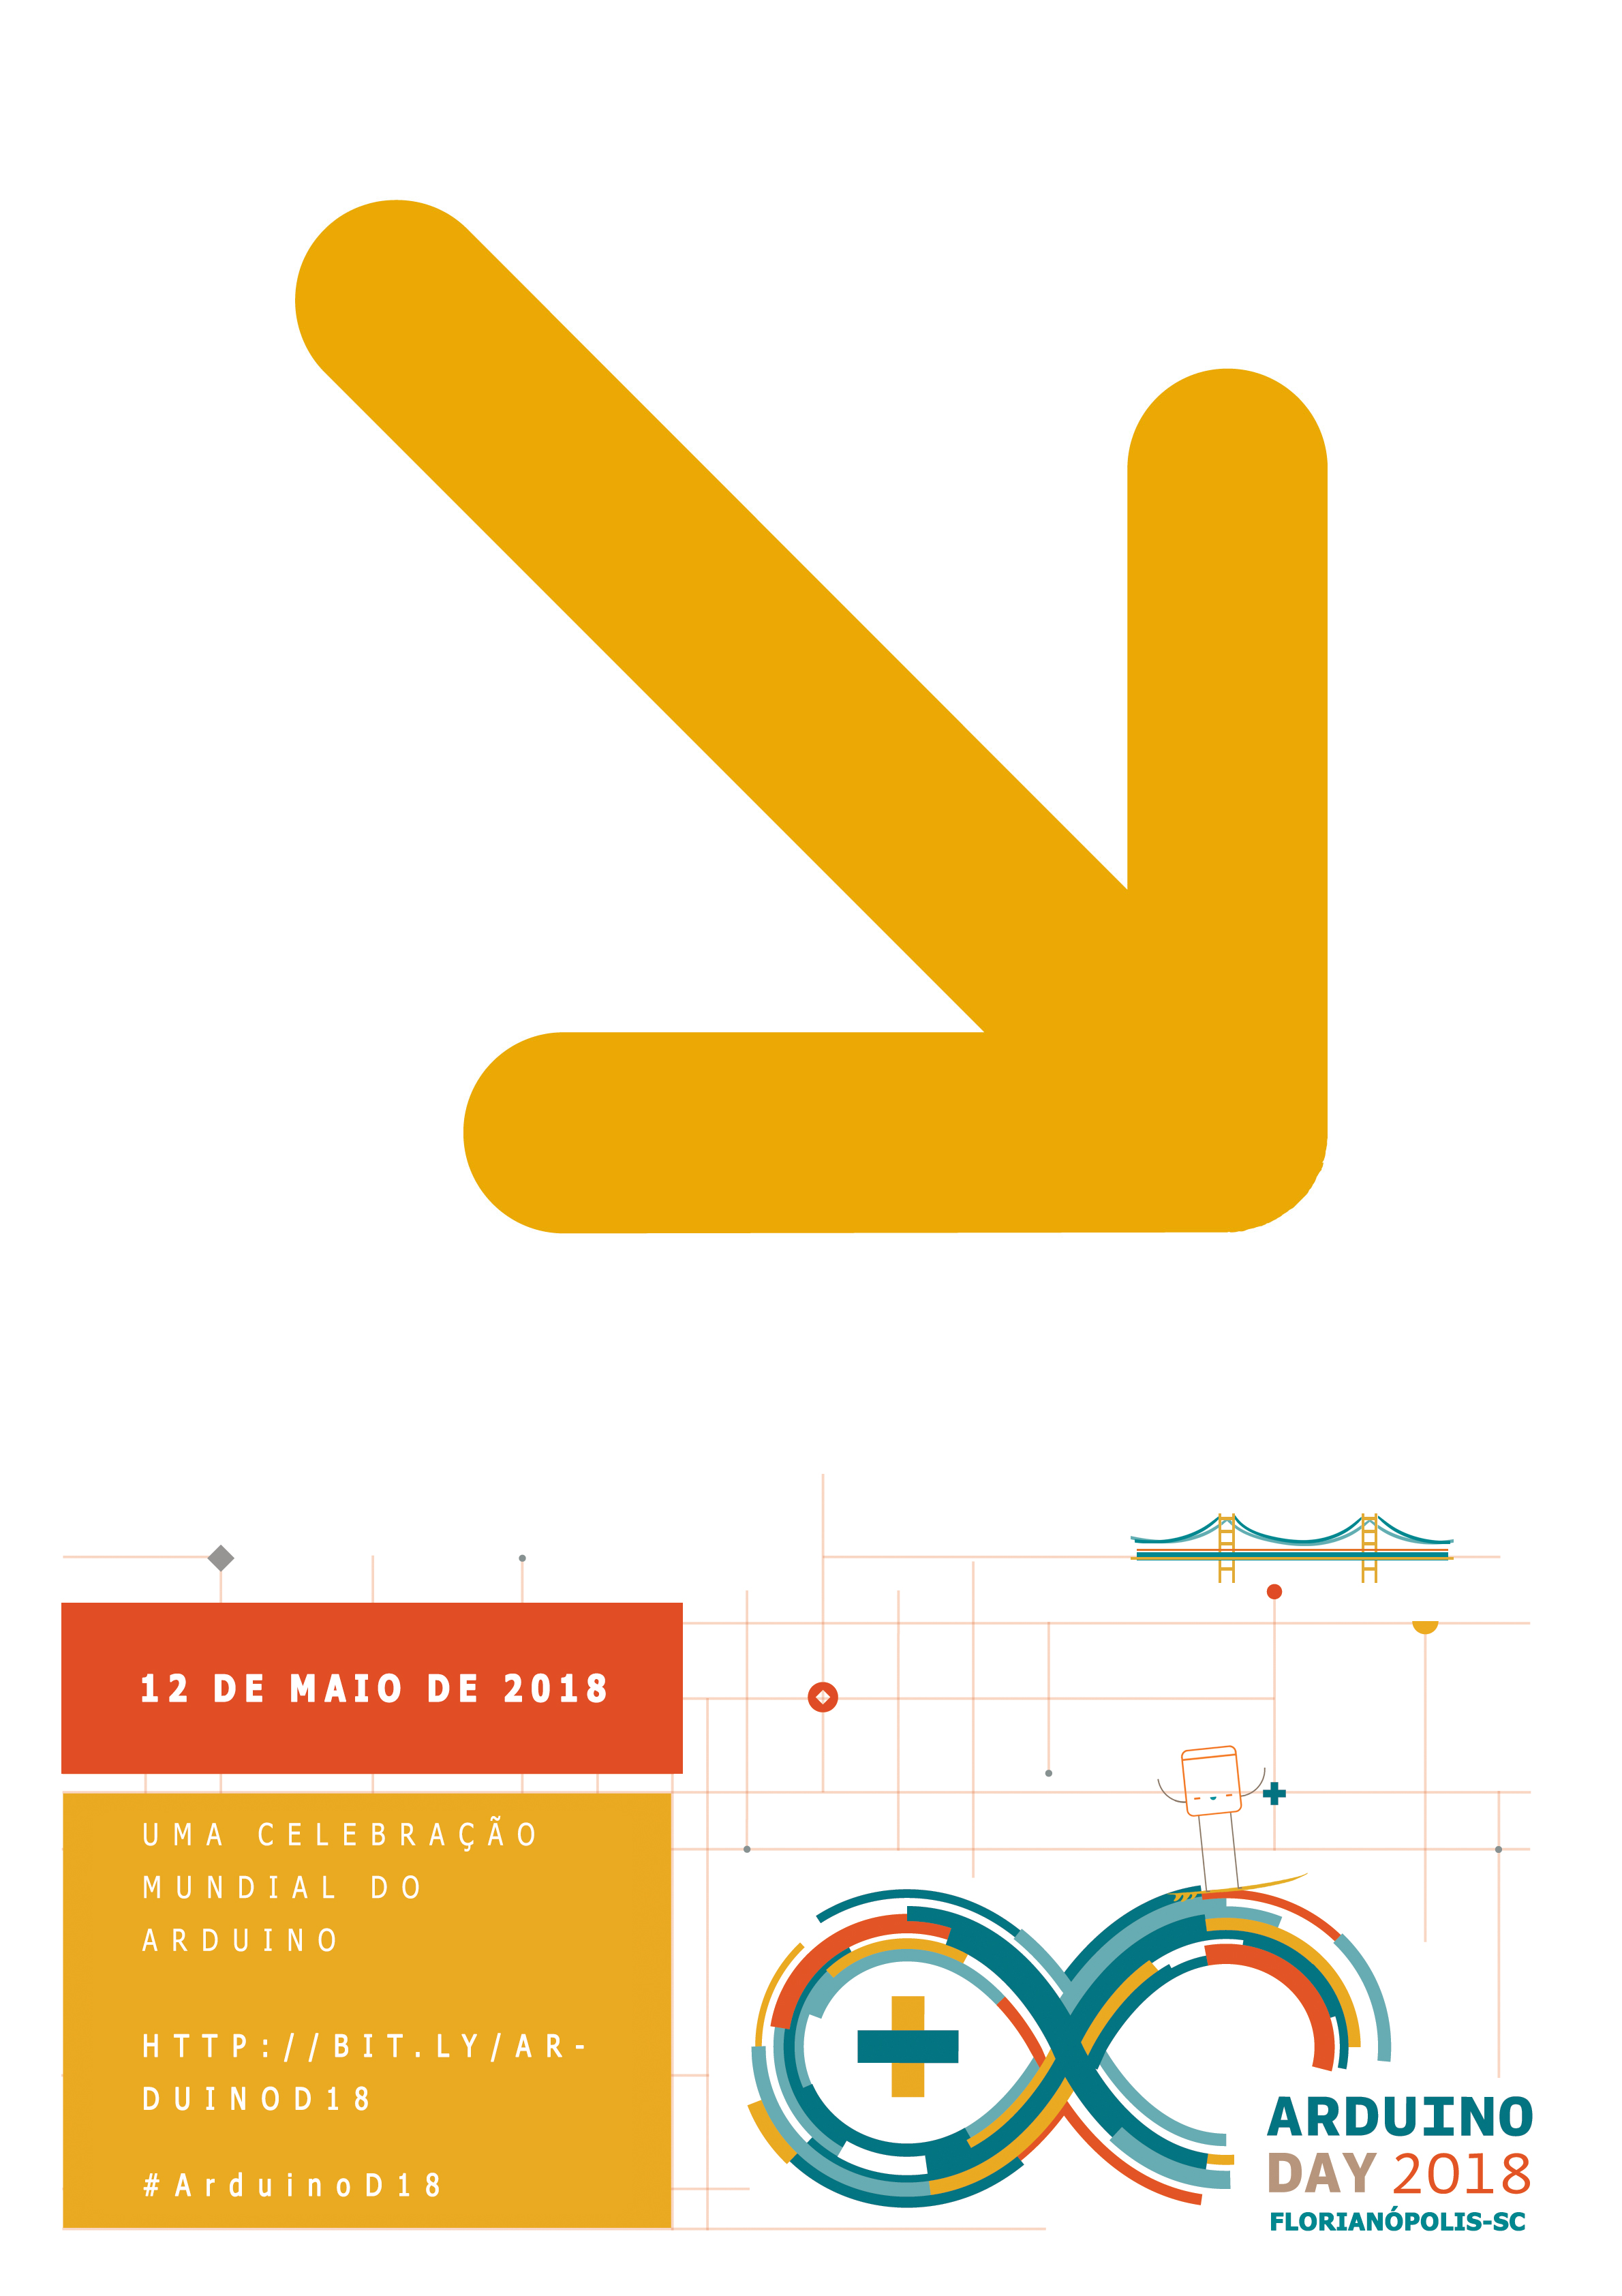 12 DE MAIO DE 2018
UMA CELEBRAÇÃO
MUNDIAL DO
ARDUINO
HTTP://BIT.LY/AR-
DUINOD18
#ArduinoD18
ARDUINO
DAY 2018
FLORIANÓPOLIS-SC